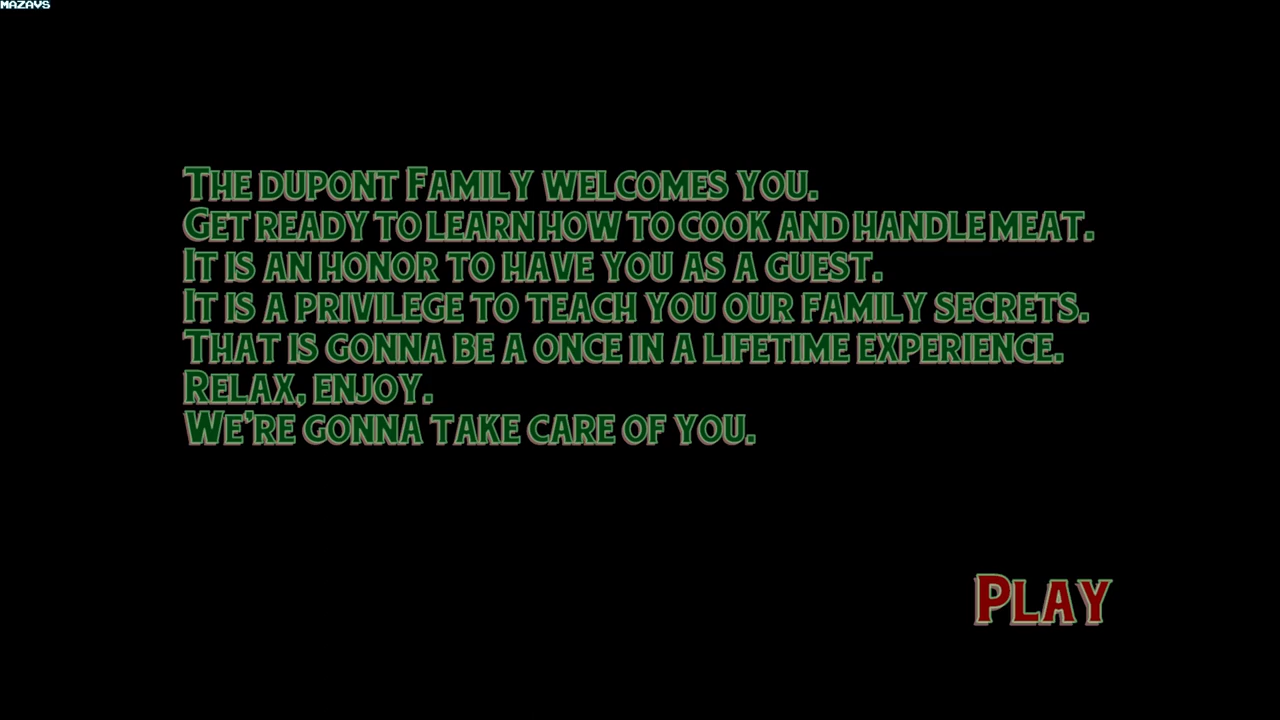 MAZAVS
The dupont Family welcomes you.
Get ready to learn how to cook and handle meat.
It is an honor to have you as a guest.
It is a privilege to teach you our family secrets.
That is gonna be a once in a lifetime experience.
Relax, enjoy.
We're gonna take care of you.
Play